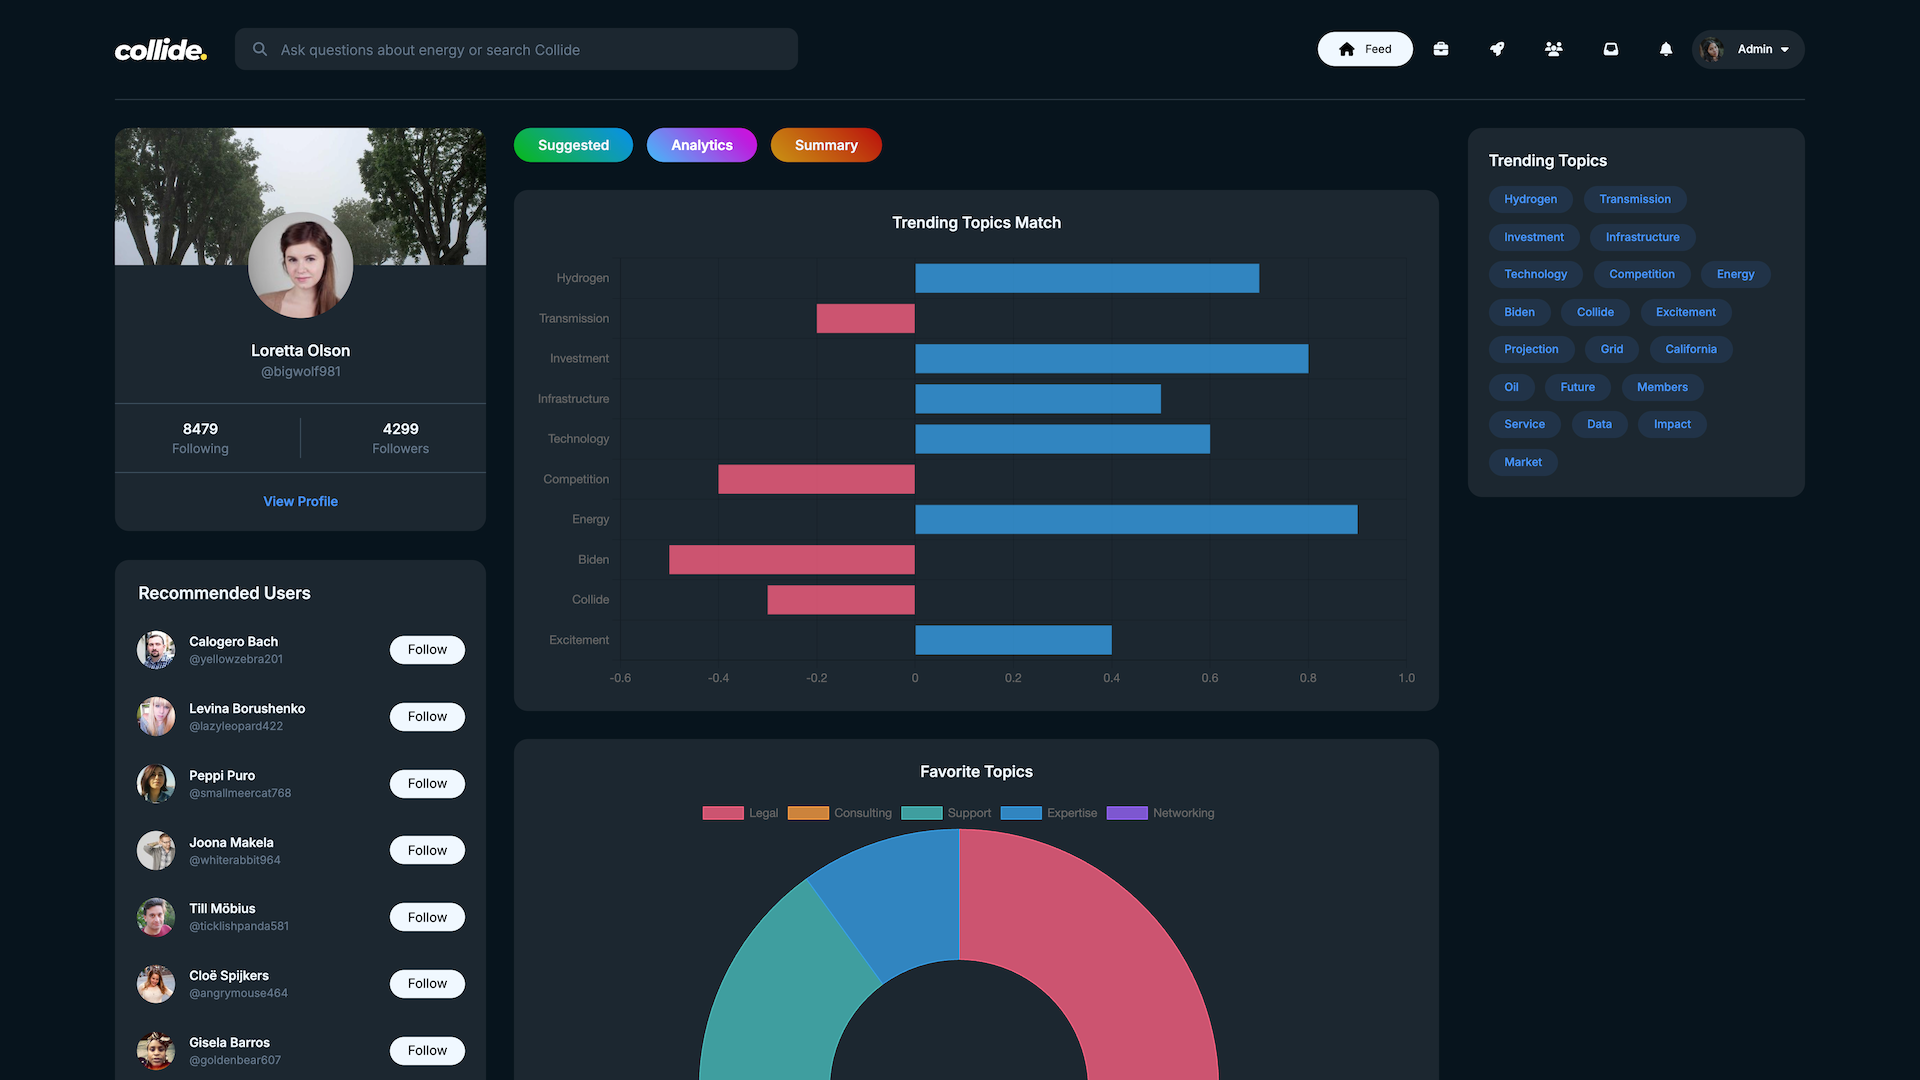 collide.
Ask questions about energy or search Collide
Feed
Admin
Loretta Olson
@bigwolf981
8479
Following
4299
Followers
View Profile
Recommended Users
Calogero Bach
@yellowzebra201
Follow
Levina Borushenko
@lazyleopard422
Follow
Peppi Puro
@smallmeercat768
Follow
Joona Makela
@whiterabbit964
Follow
Till Möbius
@ticklishpanda581
Follow
Cloë Spijkers
@angrymouse464
Follow
Gisela Barros
@goldenbear607
Follow
Suggested Analytics Summary
Trending Topics Match
Hydrogen
Transmission
Investment
Infrastructure
Technology
Competition
Energy
Biden
Collide
Excitement
-0.6 -0.4 -0.2 0 0.2 0.4 0.6 0.8 1.0
Favorite Topics
Legal Consulting Support Expertise Networking
Trending Topics
Hydrogen Transmission
Investment Infrastructure
Technology Competition Energy
Biden Collide Excitement
Projection Grid California
Oil Future Members
Service Data Impact
Market